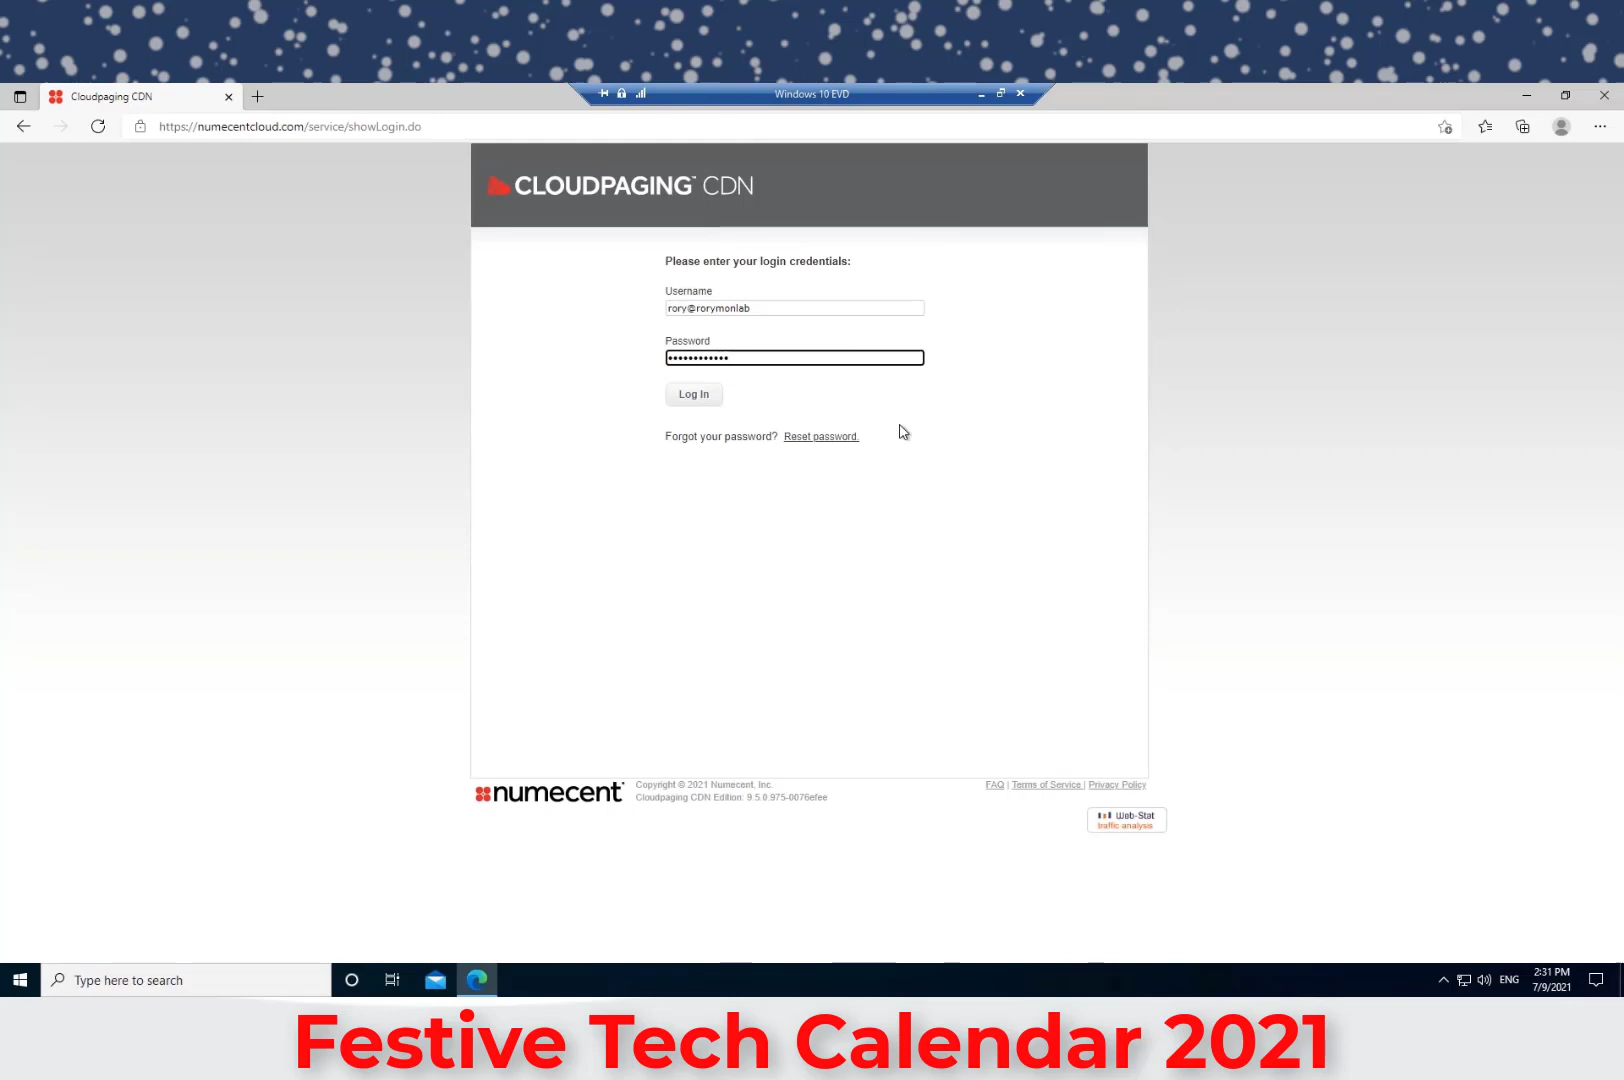 Cloudpaging CDN
Windows 10 EVD
https://numecentcloud.com/service/showLogin.do
CLOUDPAGING™ CDN
Please enter your login credentials:
Username
rory@rorymonlab
Password
••••••••••••
Log In
Forgot your password? Reset password.
numecent
Copyright © 2021 Numecent, Inc.
Cloudpaging CDN Edition: 9.5.0.975-0076efee
FAQ | Terms of Service | Privacy Policy
Web-Stat
traffic analysis
Type here to search
ENG
2:31 PM
7/9/2021
Festive Tech Calendar 2021